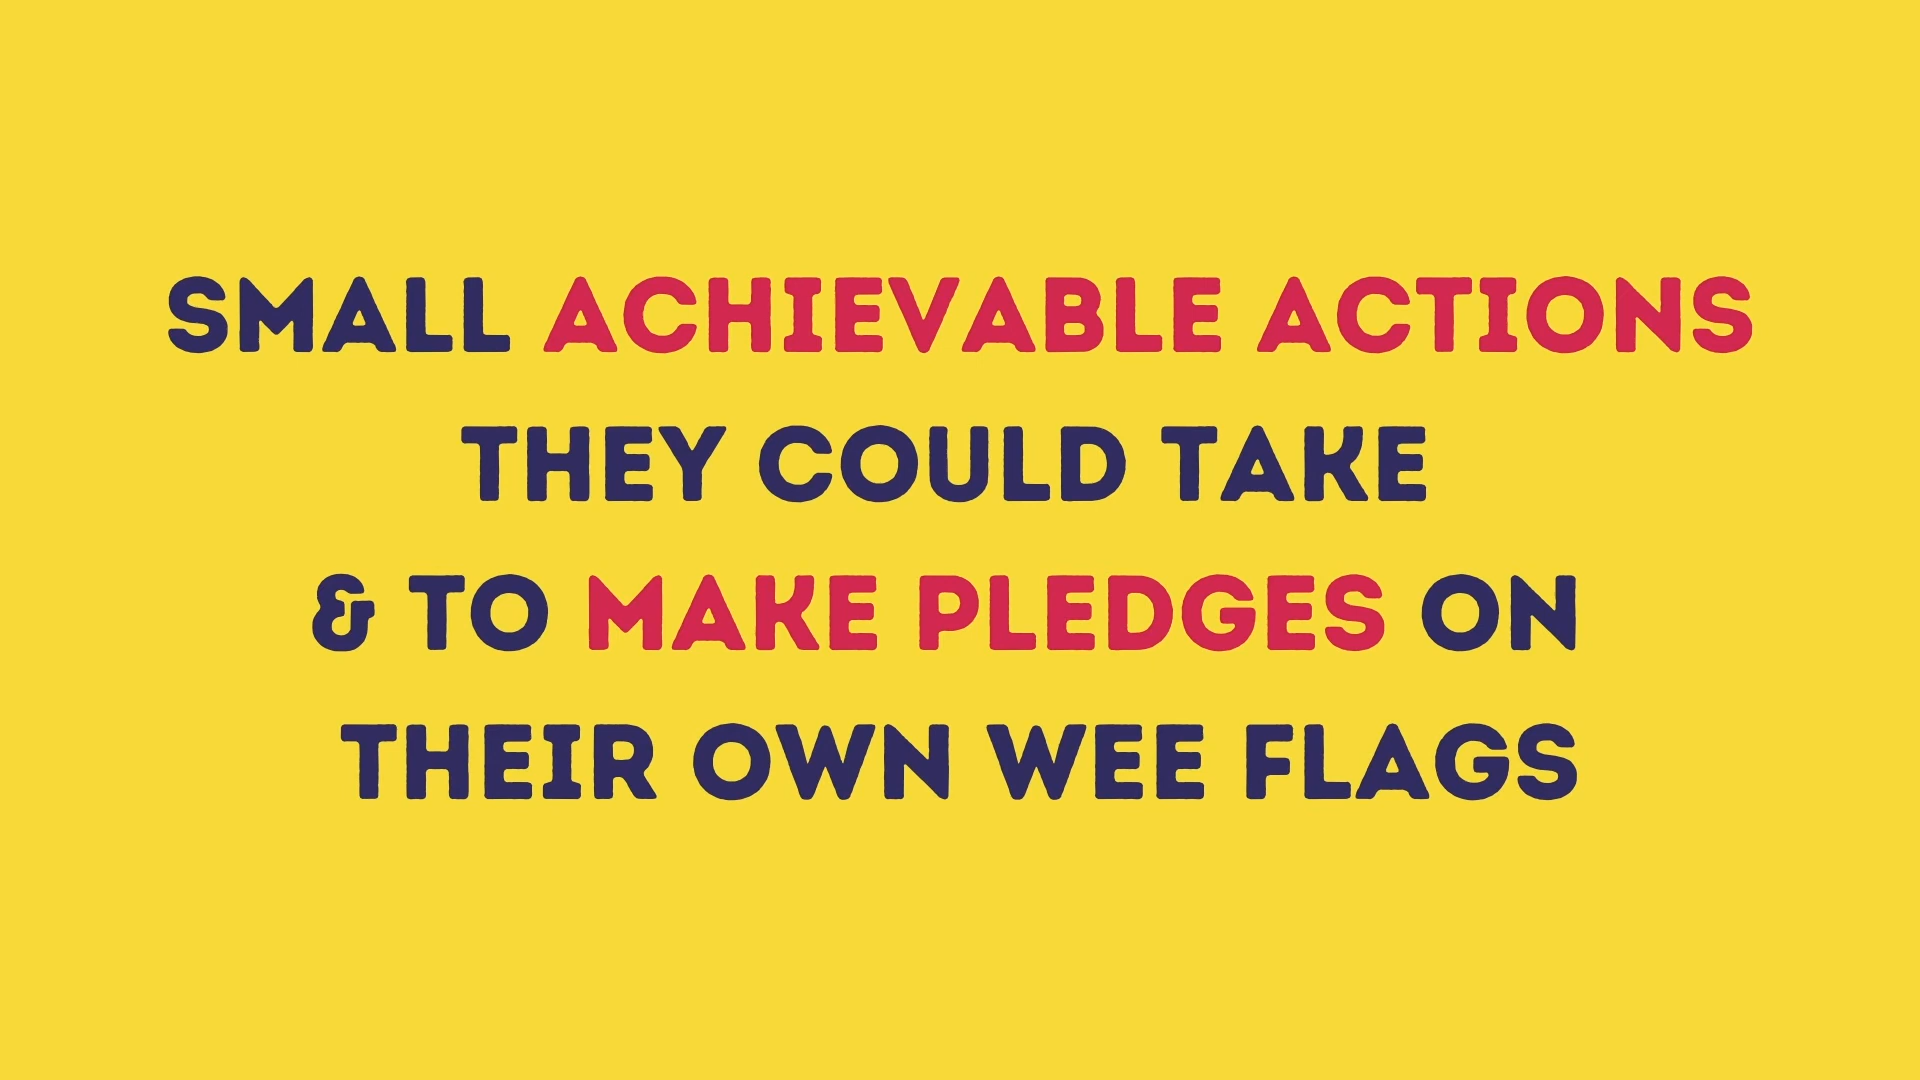 SMALL ACHIEVABLE ACTIONS
THEY COULD TAKE
& TO MAKE PLEDGES ON
THEIR OWN WEE FLAGS